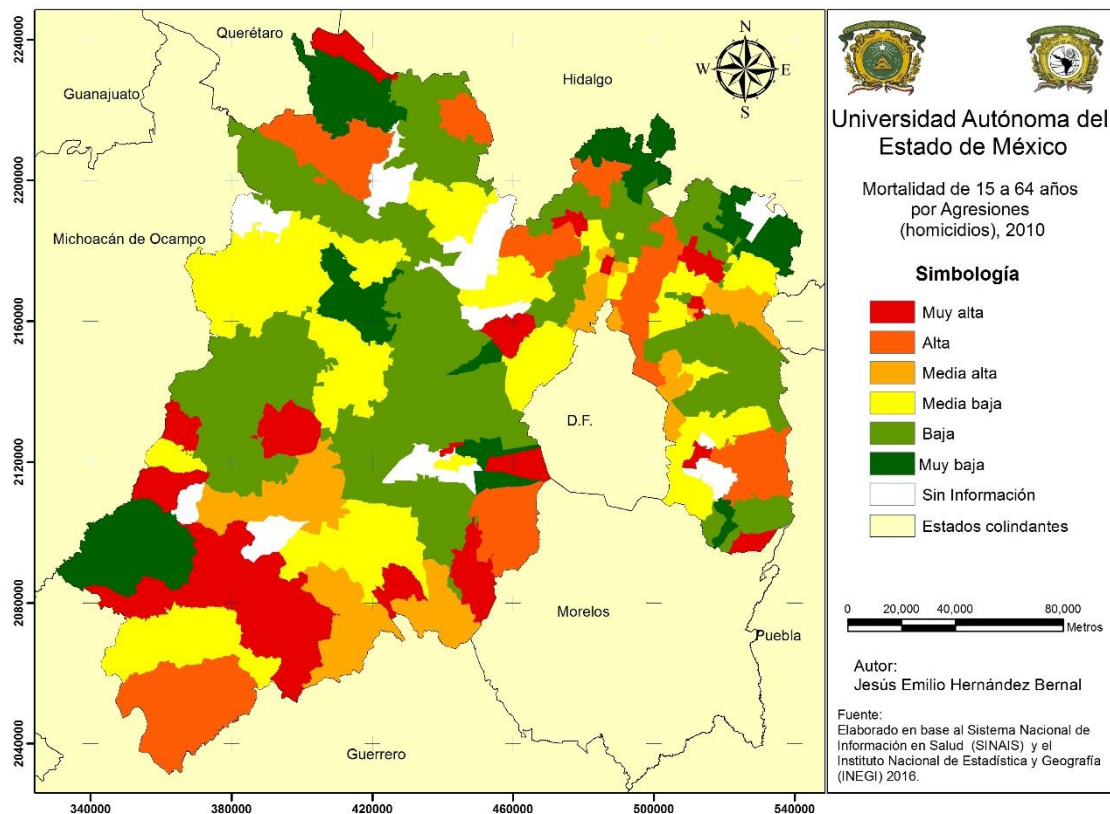 2240000
2200000
2160000
2120000
2080000
2040000
Querétaro
Guanajuato
Hidalgo
Michoacán de Ocampo
D.F.
Morelos
Puebla
Guerrero
N
W
E
S
340000
380000
420000
460000
500000
540000
Universidad Autónoma del
Estado de México
Mortalidad de 15 a 64 años
por Agresiones
(homicidios), 2010
Simbología
Muy alta
Alta
Media alta
Media baja
Baja
Muy baja
Sin Información
Estados colindantes
0 20,000 40,000 80,000
Metros
Autor:
Jesús Emilio Hernández Bernal
Fuente:
Elaborado en base al Sistema Nacional de
Información en Salud (SINAIS) y el
Instituto Nacional de Estadística y Geografía
(INEGI) 2016.